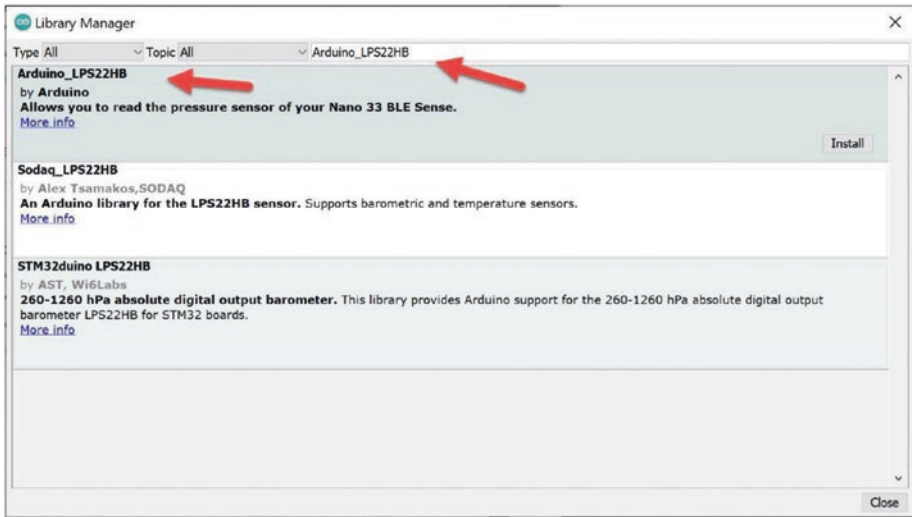 Library Manager
Type All Topic All Arduino_LPS22HB
Arduino_LPS22HB
by Arduino
Allows you to read the pressure sensor of your Nano 33 BLE Sense.
More info
Install
Sodaq_LPS22HB
by Alex Tsamakos,SODAQ
An Arduino library for the LPS22HB sensor. Supports barometric and temperature sensors.
More info
STM32duino LPS22HB
by AST, Wi6Labs
260-1260 hPa absolute digital output barometer. This library provides Arduino support for the 260-1260 hPa absolute digital output
barometer LPS22HB for STM32 boards.
More info
Close